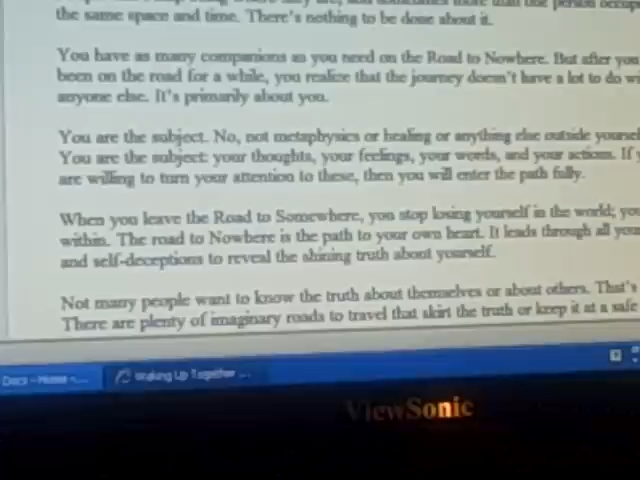 the same space and time. There's nothing to be done about it.
You have as many companions as you need on the Road to Nowhere. But after you
been on the road for a while, you realize that the journey doesn't have a lot to do
anyone else. It's primarily about you.
You are the subject. No, not metaphysics or healing or anything else outside
You are the subject: your thoughts, your feelings, your words, and your actions. If
are willing to turn your attention to these, then you will enter the path fully.
When you leave the Road to Somewhere, you stop losing yourself in the world;
within. The road to Nowhere is the path to your own heart. It leads through all
and self-deceptions to reveal the shining truth about yourself.
Not many people want to know the truth about themselves or about others. That's
There are plenty of imaginary roads to travel that skirt the truth or keep it at a safe
Docs - Home -...
Waking Up Together ...
ViewSonic